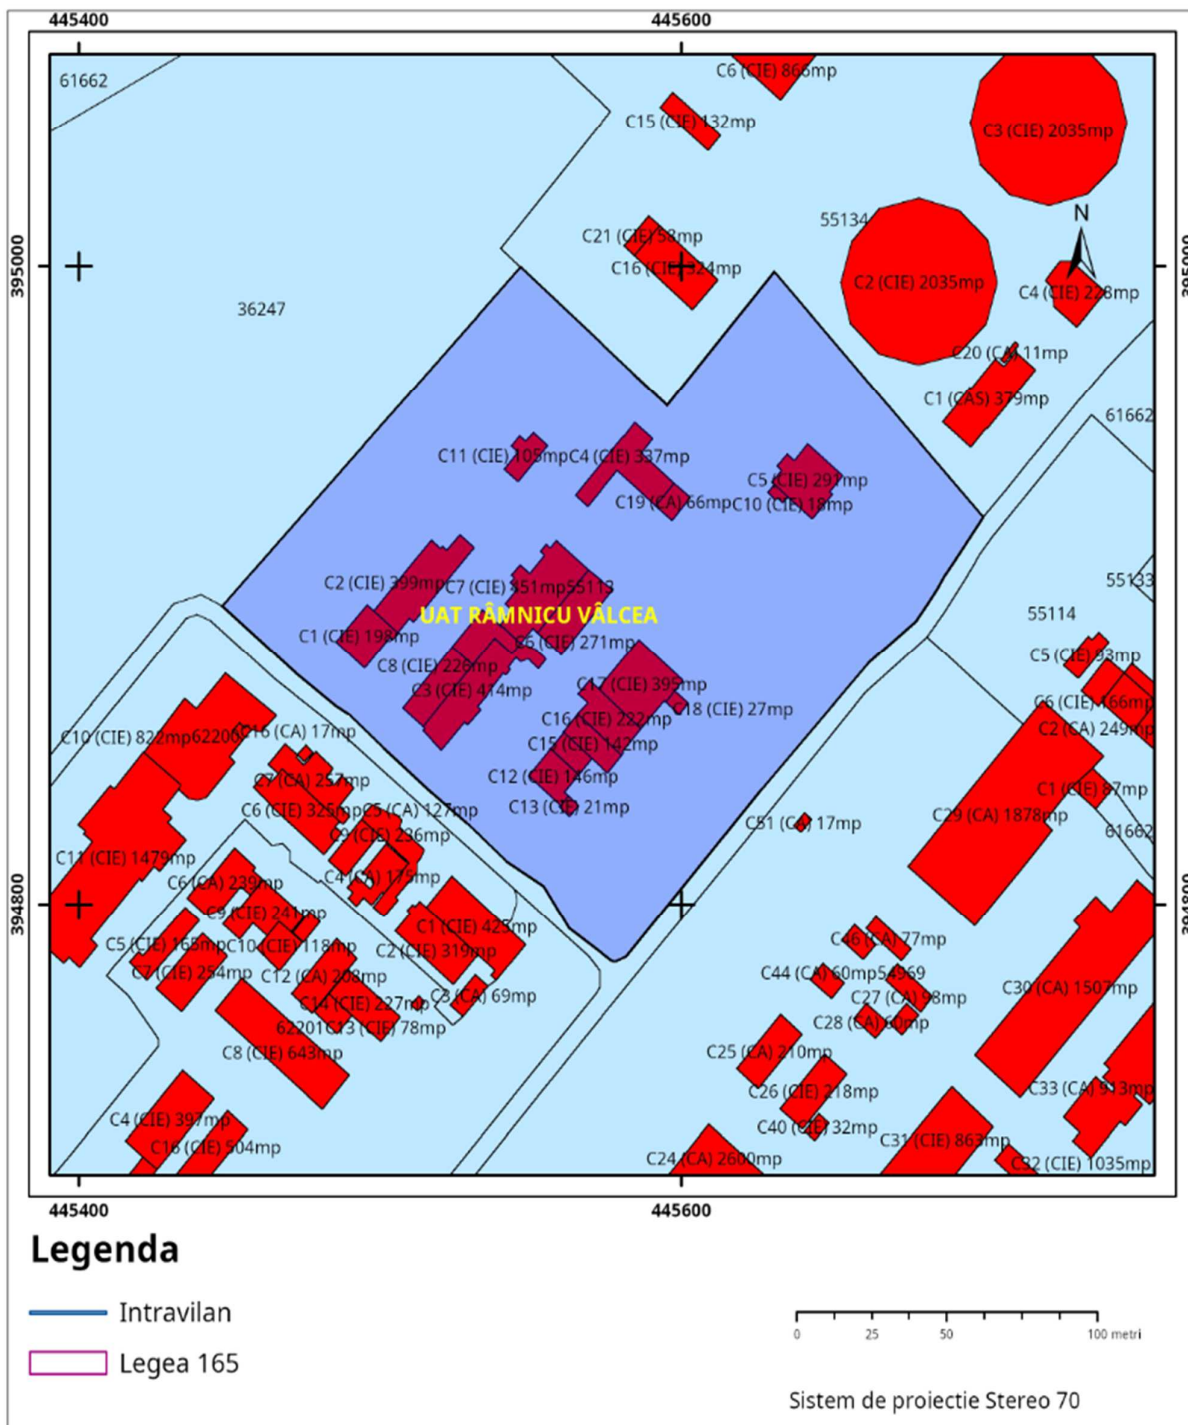 445400
445600
61662
C6 (CIE) 866mp
C15 (CIE) 132mp
C3 (CIE) 2035mp
N
55134
C21 (CIE) 58mp
C16 (CIE) 324mp
395000
395000
C2 (CIE) 2035mp
C4 (CIE) 228mp
36247
C20 (CA) 11mp
C1 (CAS) 379mp
61662
C11 (CIE) 105mp
C4 (CIE) 337mp
C5 (CIE) 291mp
C19 (CA) 66mp
C10 (CIE) 18mp
C2 (CIE) 399mp
55113
55133
UAT RÂMNICU VÂLCEA
55114
C1 (CIE) 198mp
C6 (CIE) 271mp
C8 (CIE) 226mp
C5 (CIE) 93mp
C3 (CIE) 414mp
C17 (CIE) 395mp
C6 (CIE) 166mp
C18 (CIE) 27mp
C16 (CIE) 222mp
C2 (CA) 249mp
C10 (CIE) 822mp
C16 (CA) 17mp
C15 (CIE) 142mp
C7 (CA) 257mp
C12 (CIE) 146mp
C1 (CIE) 87mp
C6 (CIE) 325mp
C5 (CA) 127mp
C13 (CIE) 21mp
C29 (CA) 1878mp
C51 (CA) 17mp
C9 (CIE) 236mp
61662
C11 (CIE) 1479mp
C4 (CA) 175mp
C6 (CA) 239mp
394800
394800
C9 (CIE) 241mp
C1 (CIE) 425mp
C5 (CIE) 165mp
C10 (CIE) 118mp
C2 (CIE) 319mp
C46 (CA) 77mp
C7 (CIE) 254mp
C12 (CA) 208mp
C44 (CA) 60mp
54969
C30 (CA) 1507mp
C14 (CIE) 227mp
C3 (CA) 69mp
C27 (CA) 98mp
62201
C13 (CIE) 78mp
C28 (CA) 60mp
C8 (CIE) 643mp
C25 (CA) 210mp
C26 (CIE) 218mp
C33 (CA) 913mp
C4 (CIE) 397mp
C40 (CIE) 32mp
C16 (CIE) 504mp
C31 (CIE) 863mp
C24 (CA) 2600mp
C32 (CIE) 1035mp
445400
445600
Legenda
Intravilan
Legea 165
0 25 50 100 metri
Sistem de proiectie Stereo 70